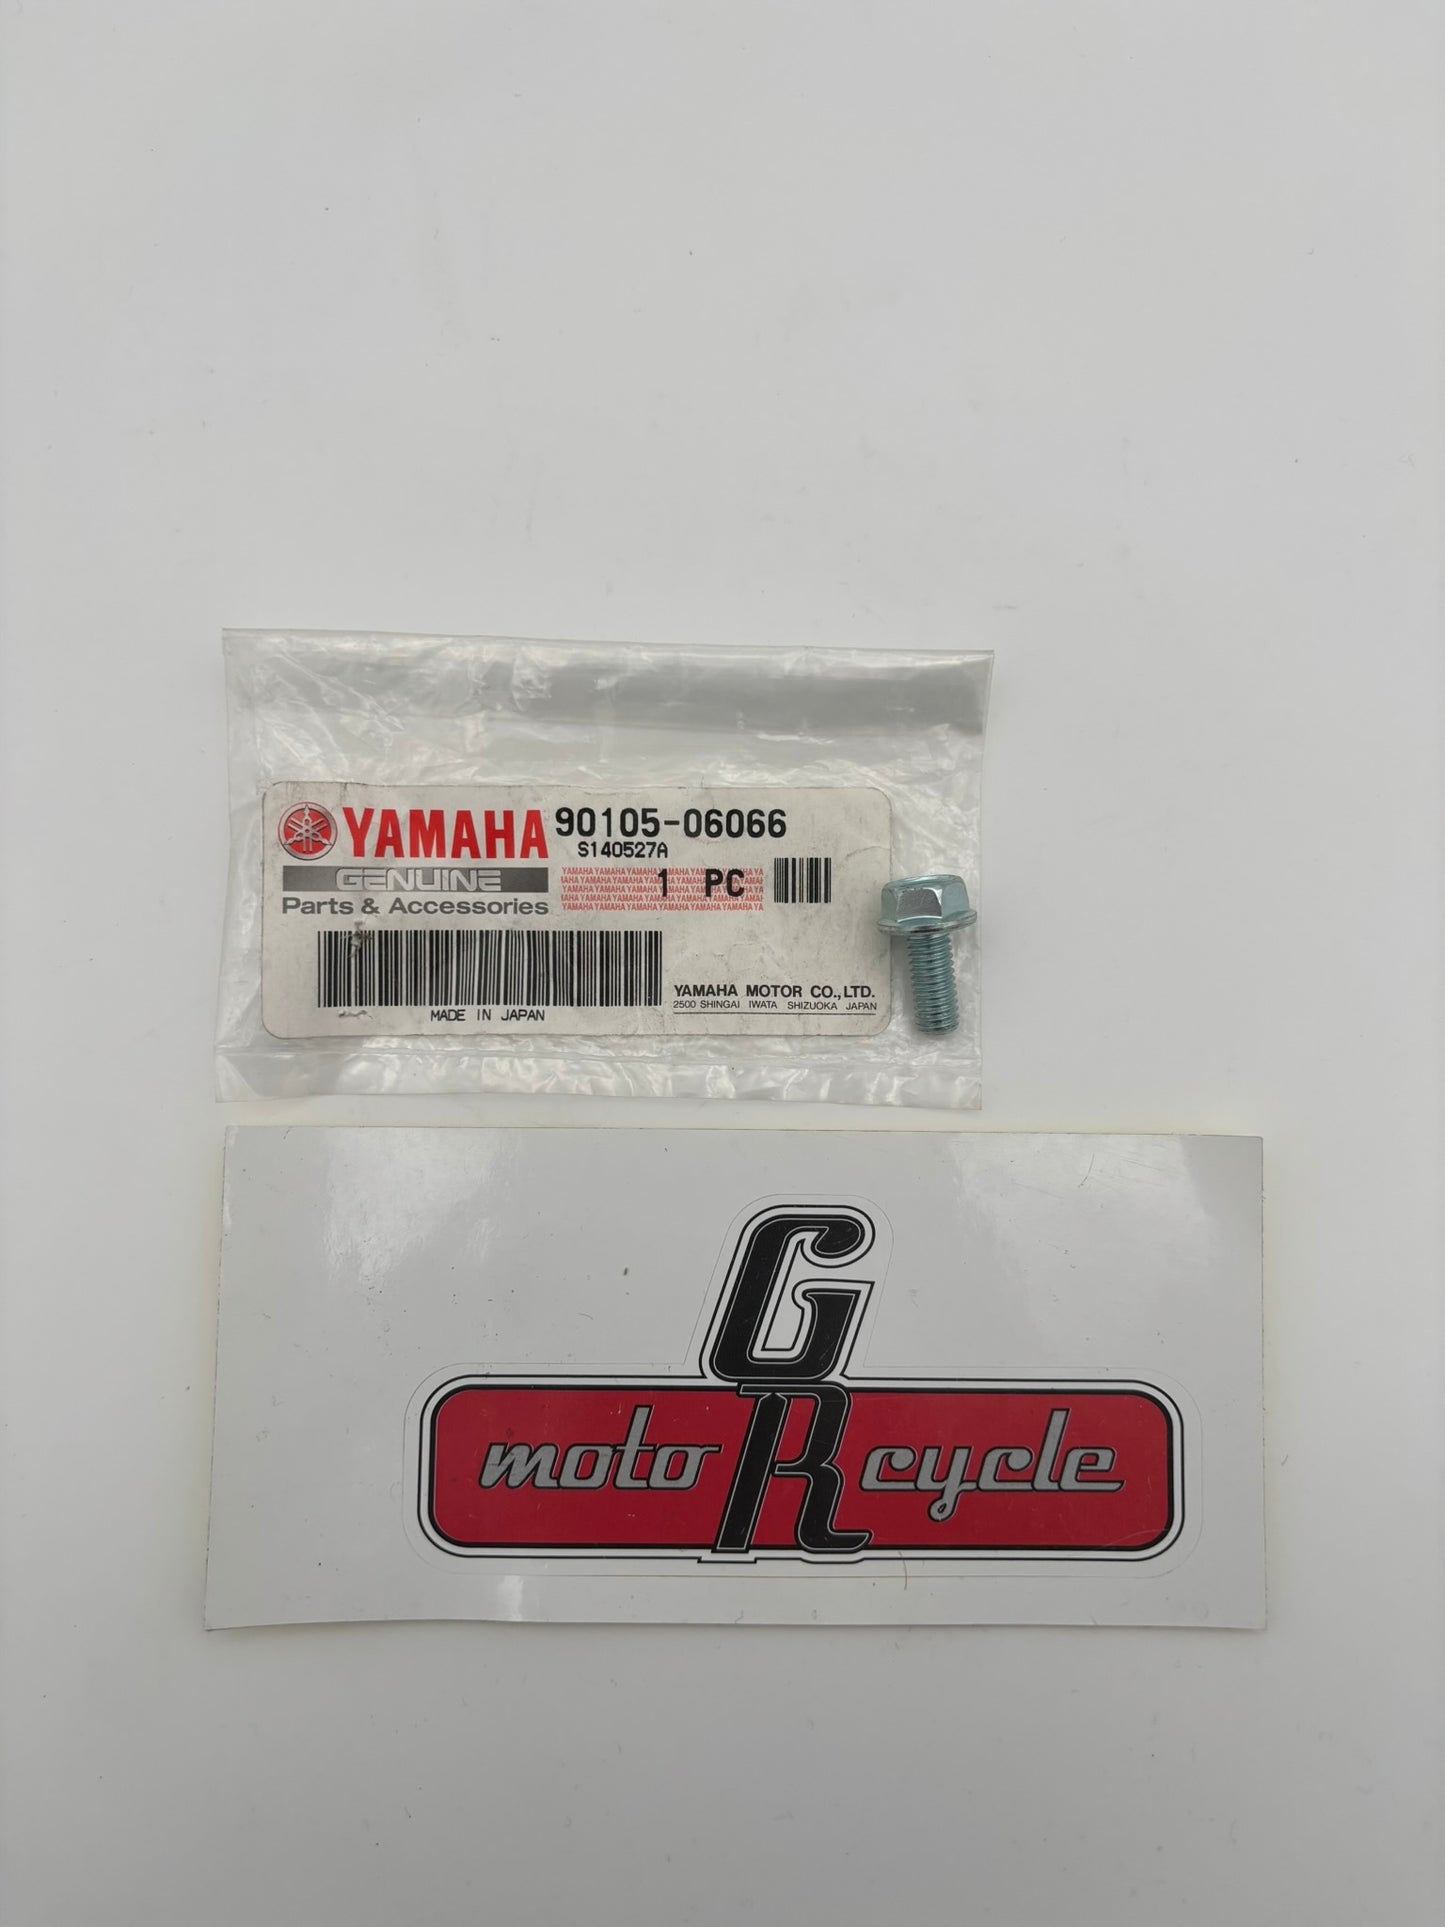 YAMAHA 90105-06066
S140527A
GENUINE
1 PC
Parts & Accessories
YAMAHA MOTOR CO.,LTD.
2500 SHINGAI IWATA SHIZUOKA JAPAN
MADE IN JAPAN
GR
moto cycle